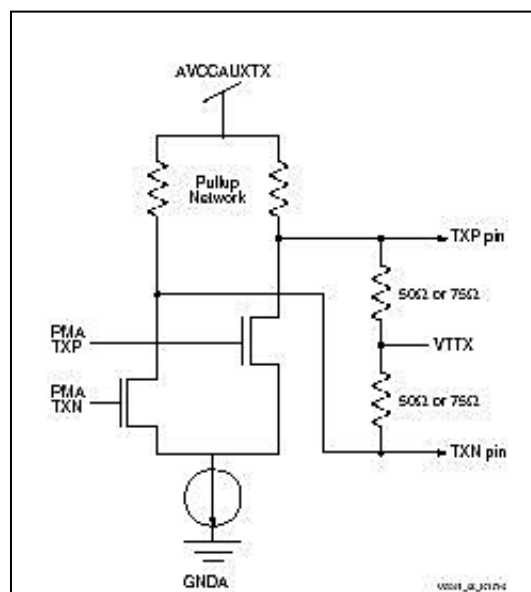 AVCCAUXTX
Pullup
Network
TXP pin
50Ω or 75Ω
PMA
TXP
VTTX
PMA
TXN
50Ω or 75Ω
TXN pin
GNDA